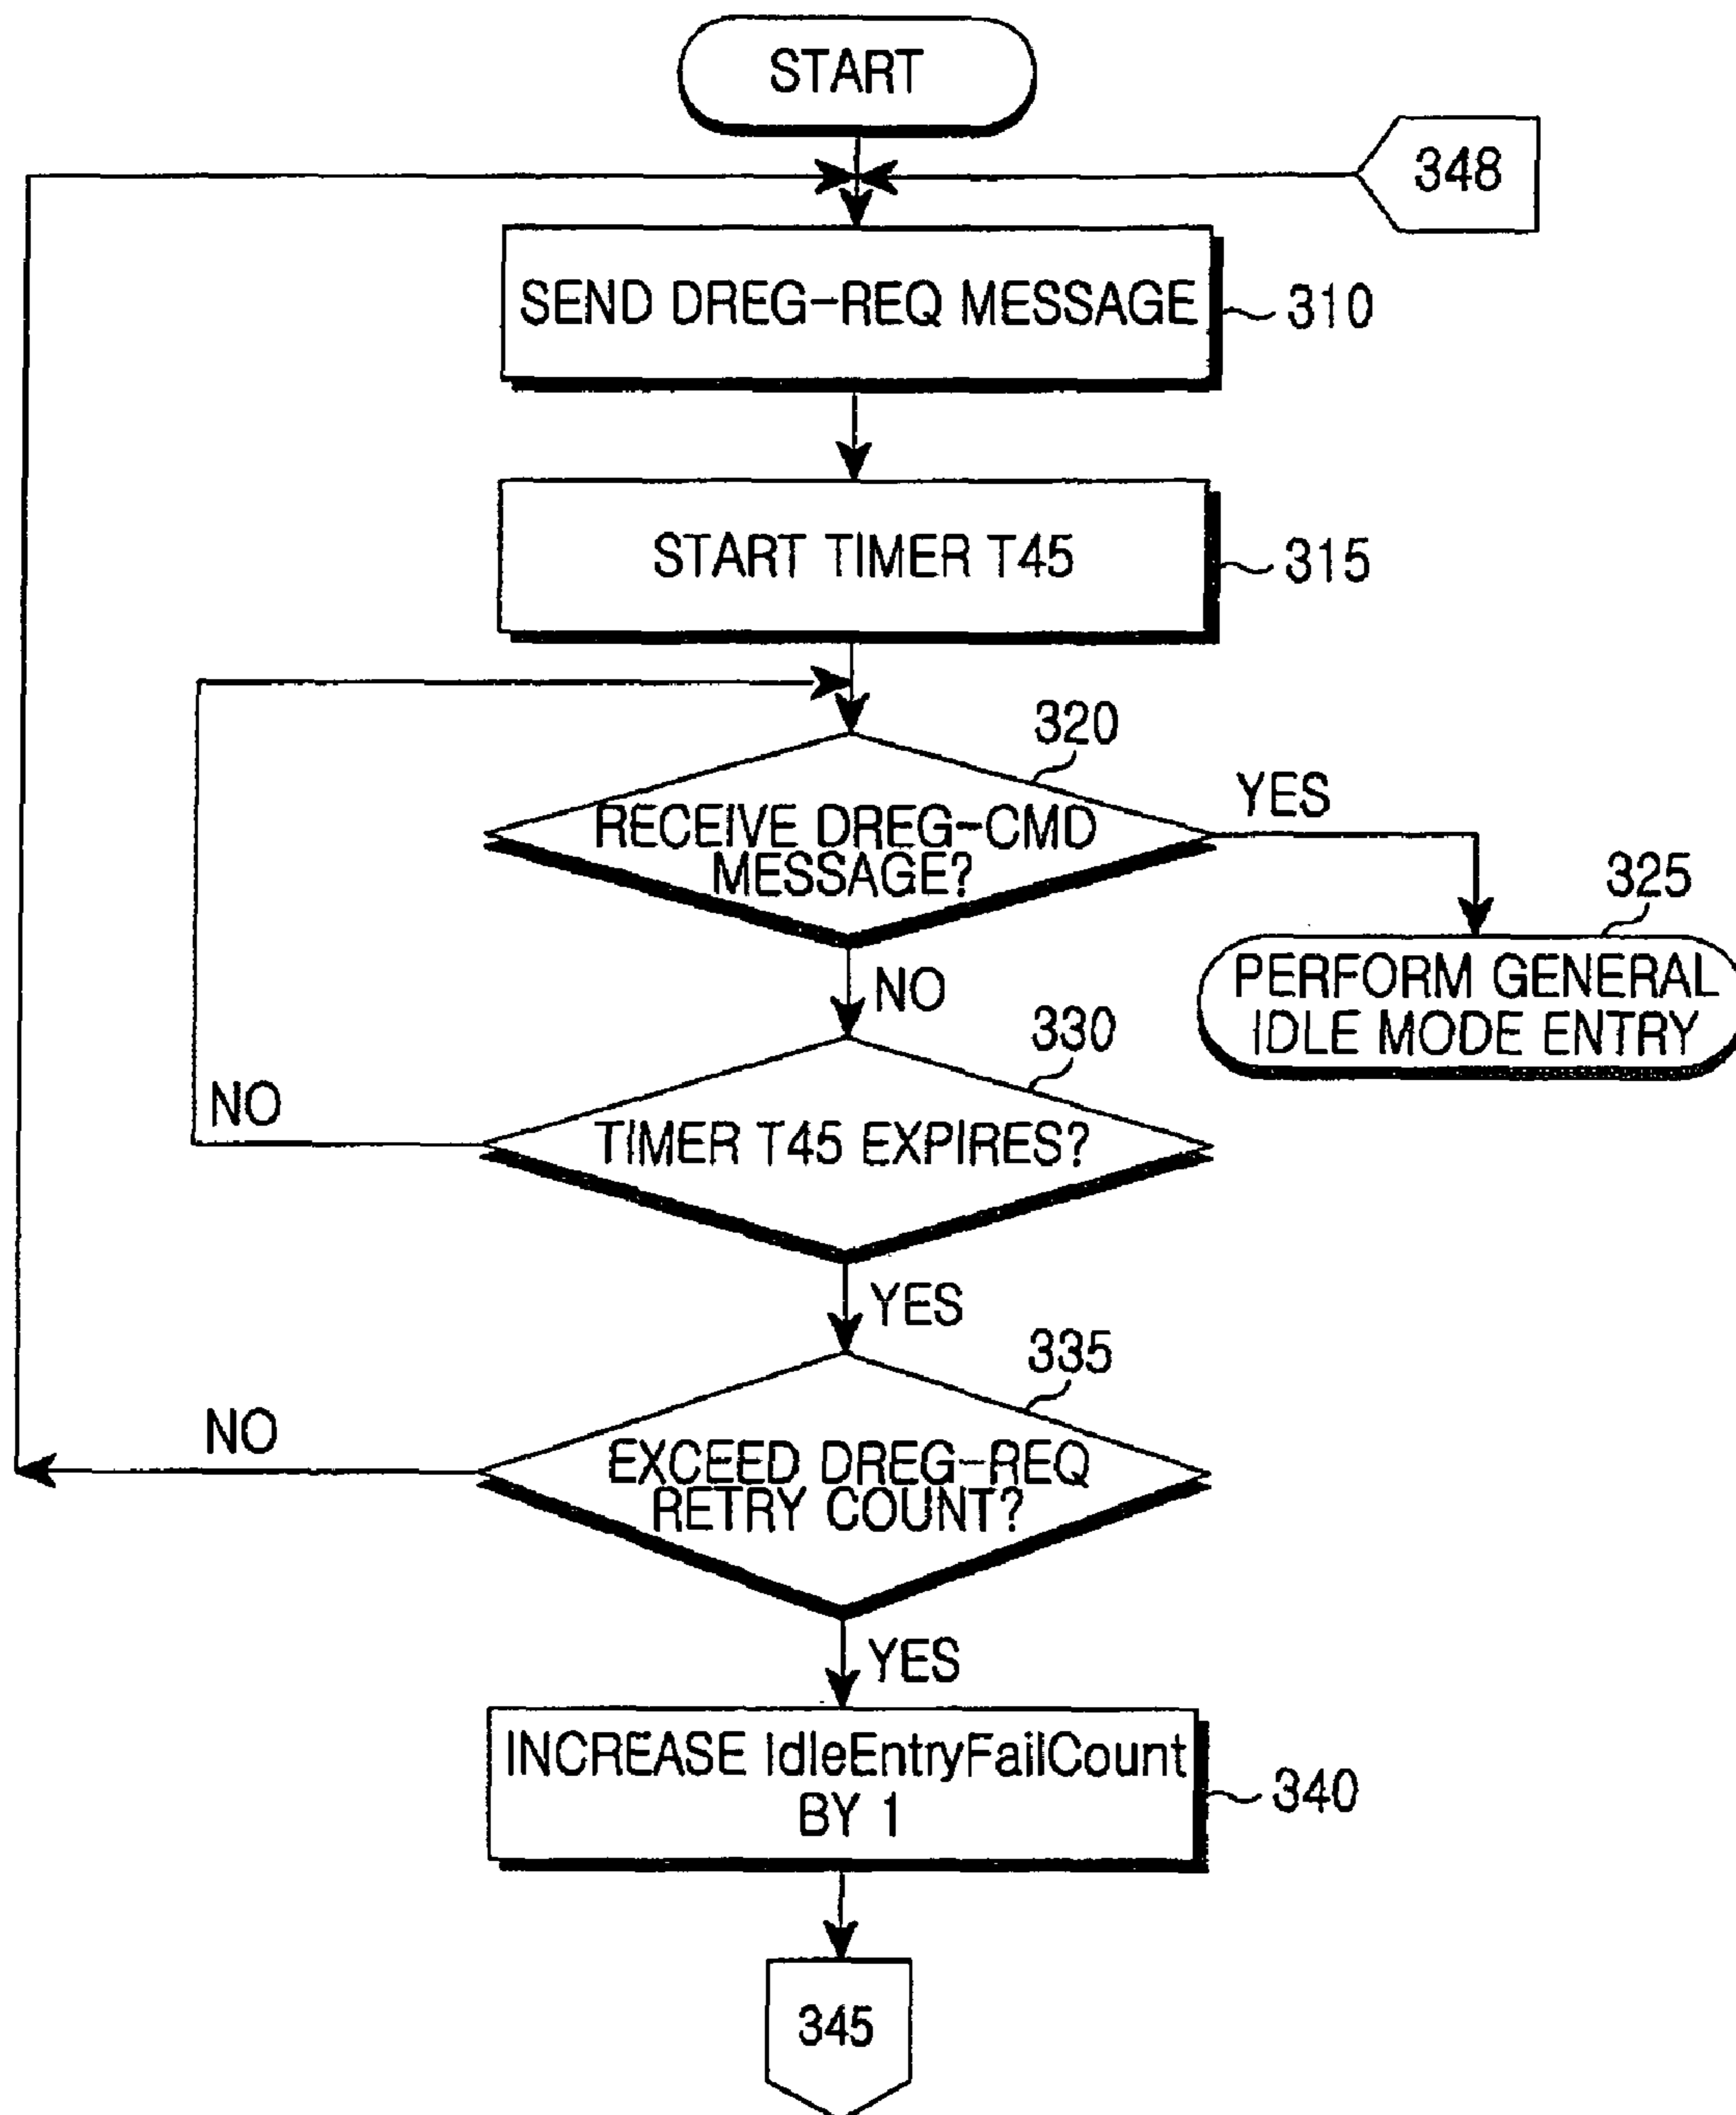 START
348
SEND DREG-REQ MESSAGE
310
START TIMER T45
315
320
RECEIVE DREG-CMD
MESSAGE?
YES
325
PERFORM GENERAL
IDLE MODE ENTRY
NO
330
NO
TIMER T45 EXPIRES?
YES
335
NO
EXCEED DREG-REQ
RETRY COUNT?
YES
INCREASE IdleEntryFailCount
BY 1
340
345